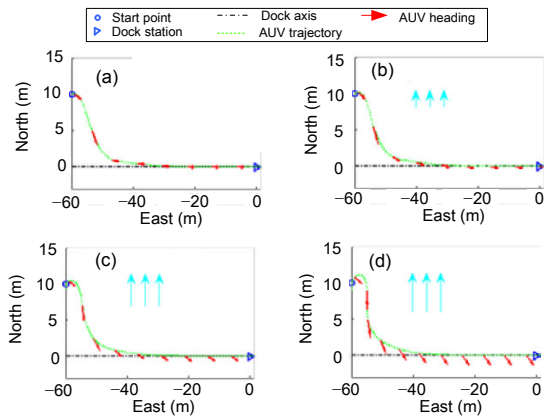 Start point
Dock axis
AUV heading
Dock station
AUV trajectory
(a)
North (m)
15
10
5
0
−60
−40
−20
0
East (m)
(b)
North (m)
15
10
5
0
−60
−40
−20
0
East (m)
(c)
North (m)
15
10
5
0
−60
−40
−20
0
East (m)
(d)
North (m)
15
10
5
0
−60
−40
−20
0
East (m)